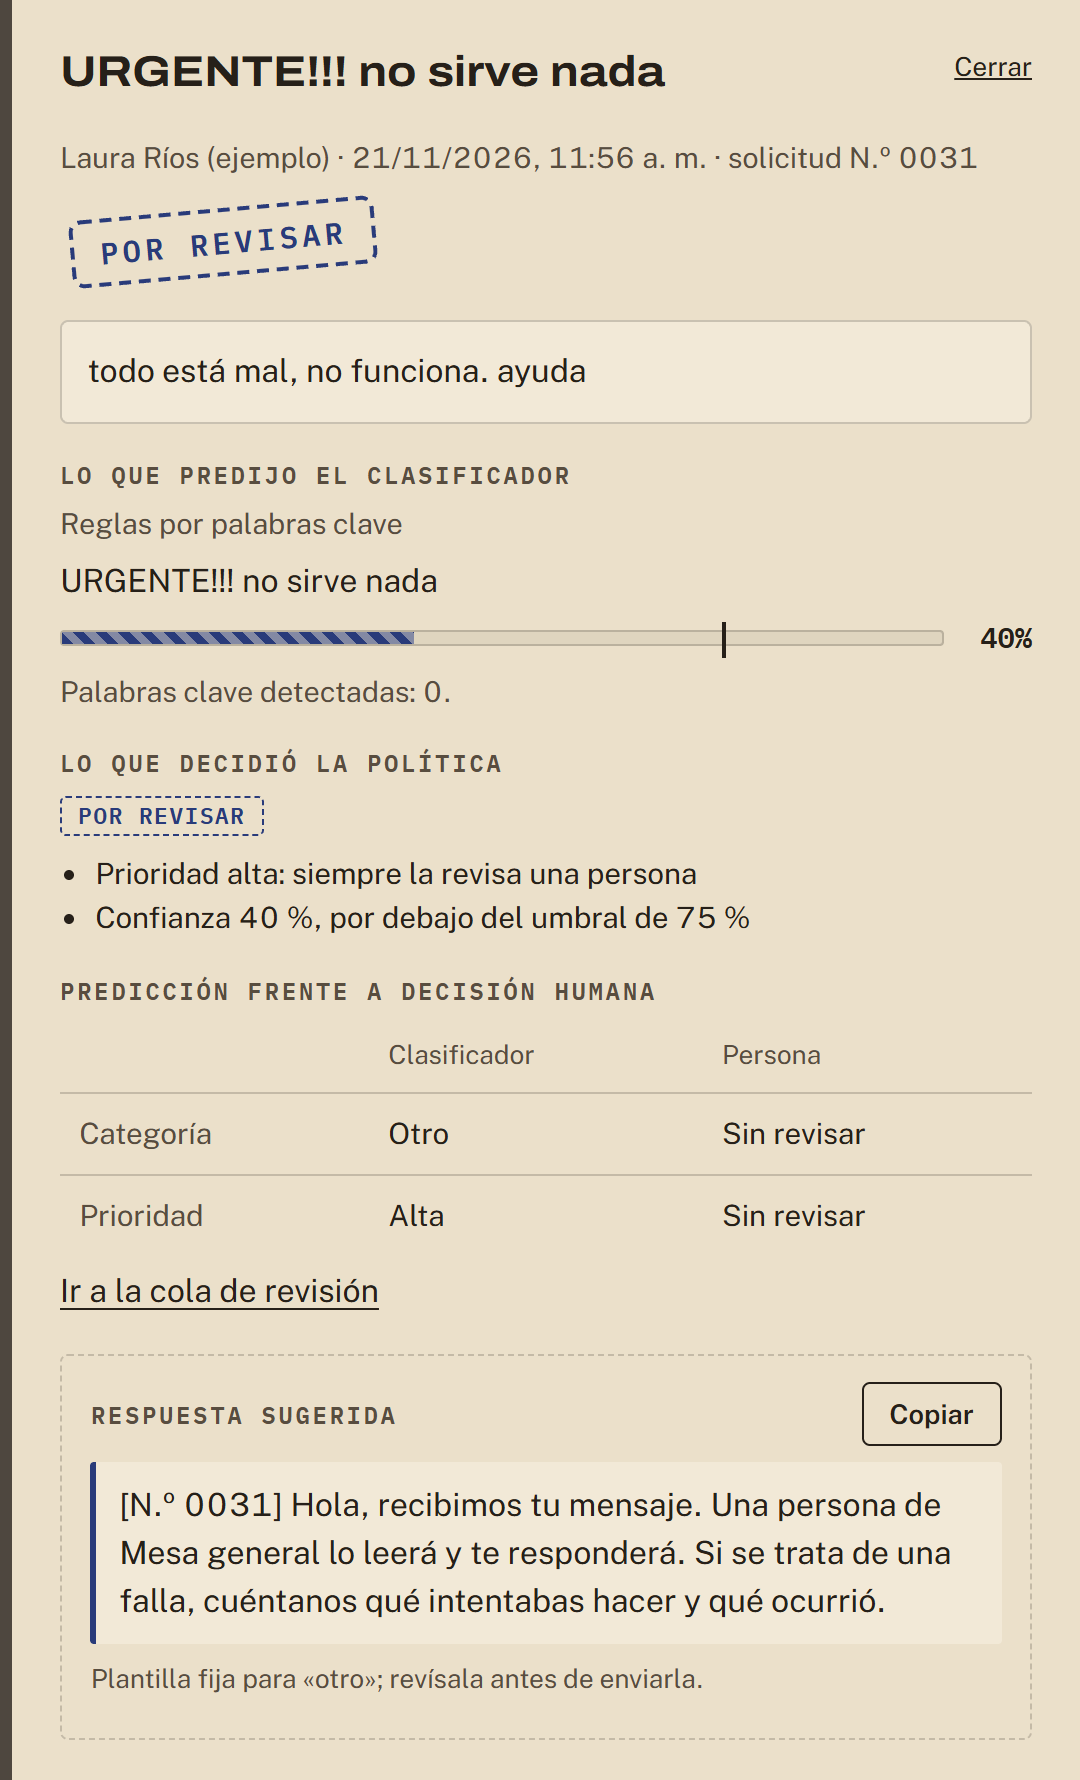 URGENTE!!! no sirve nada
Cerrar
Laura Ríos (ejemplo) · 21/11/2026, 11:56 a. m. · solicitud N.º 0031
POR REVISAR
todo está mal, no funciona. ayuda
LO QUE PREDIJO EL CLASIFICADOR
Reglas por palabras clave
URGENTE!!! no sirve nada
40%
Palabras clave detectadas: 0.
LO QUE DECIDIÓ LA POLÍTICA
POR REVISAR
• Prioridad alta: siempre la revisa una persona
• Confianza 40 %, por debajo del umbral de 75 %
PREDICCIÓN FRENTE A DECISIÓN HUMANA
Clasificador Persona
Categoría Otro Sin revisar
Prioridad Alta Sin revisar
Ir a la cola de revisión
RESPUESTA SUGERIDA
Copiar
[N.º 0031] Hola, recibimos tu mensaje. Una persona de
Mesa general lo leerá y te responderá. Si se trata de una
falla, cuéntanos qué intentabas hacer y qué ocurrió.
Plantilla fija para «otro»; revísala antes de enviarla.